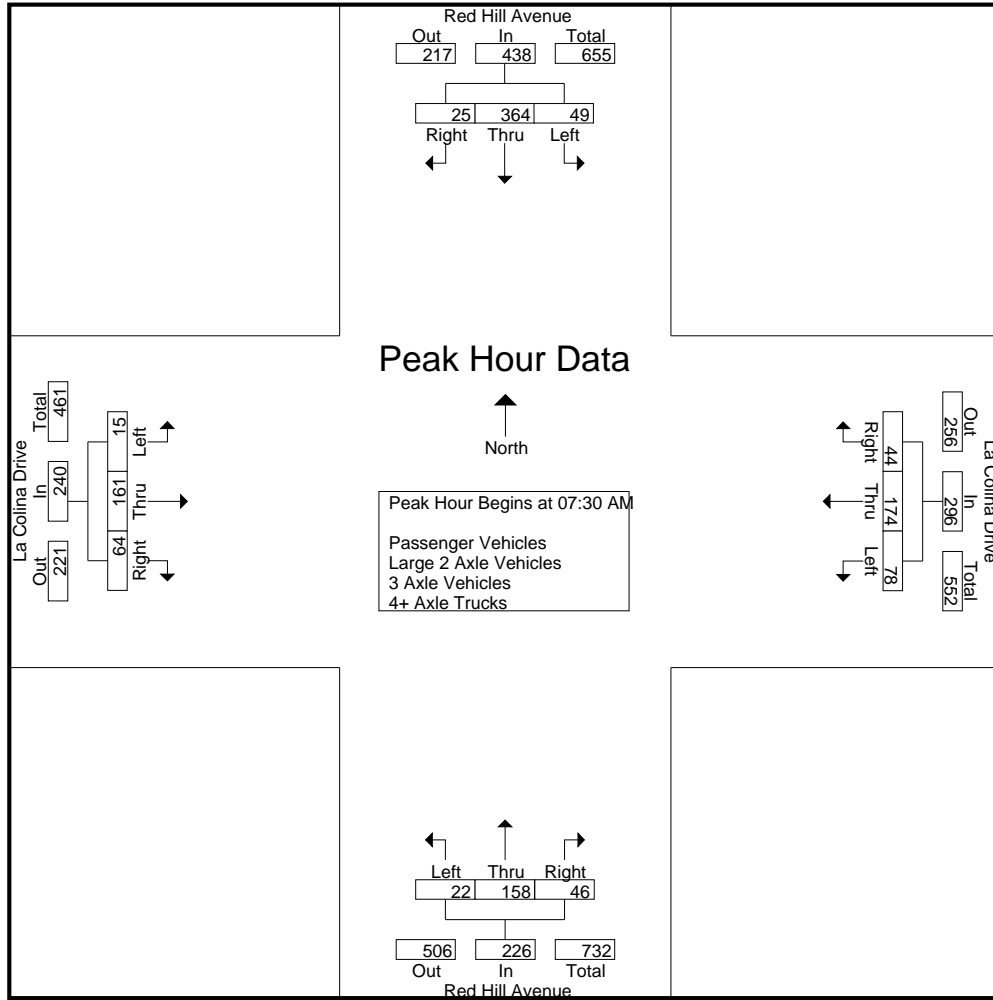 Red Hill Avenue
Out In Total
217 438 655
25 364 49
Right Thru Left
Peak Hour Data
North
Peak Hour Begins at 07:30 AM
Passenger Vehicles
Large 2 Axle Vehicles
3 Axle Vehicles
4+ Axle Trucks
La Colina Drive
Out In Total
221 240 461
Right Thru Left
64 161 15
La Colina Drive
Out In Total
256 296 552
Right Thru Left
44 174 78
Left Thru Right
22 158 46
506 226 732
Out In Total
Red Hill Avenue